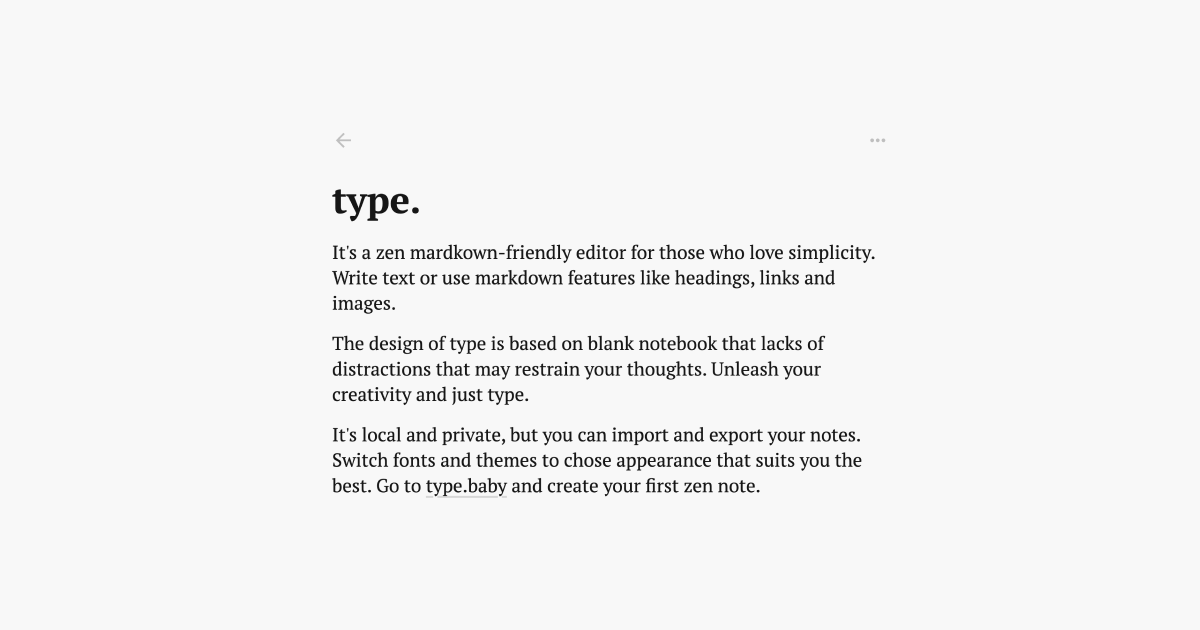 type.
It's a zen mardkown-friendly editor for those who love simplicity.
Write text or use markdown features like headings, links and
images.
The design of type is based on blank notebook that lacks of
distractions that may restrain your thoughts. Unleash your
creativity and just type.
It's local and private, but you can import and export your notes.
Switch fonts and themes to chose appearance that suits you the
best. Go to type.baby and create your first zen note.